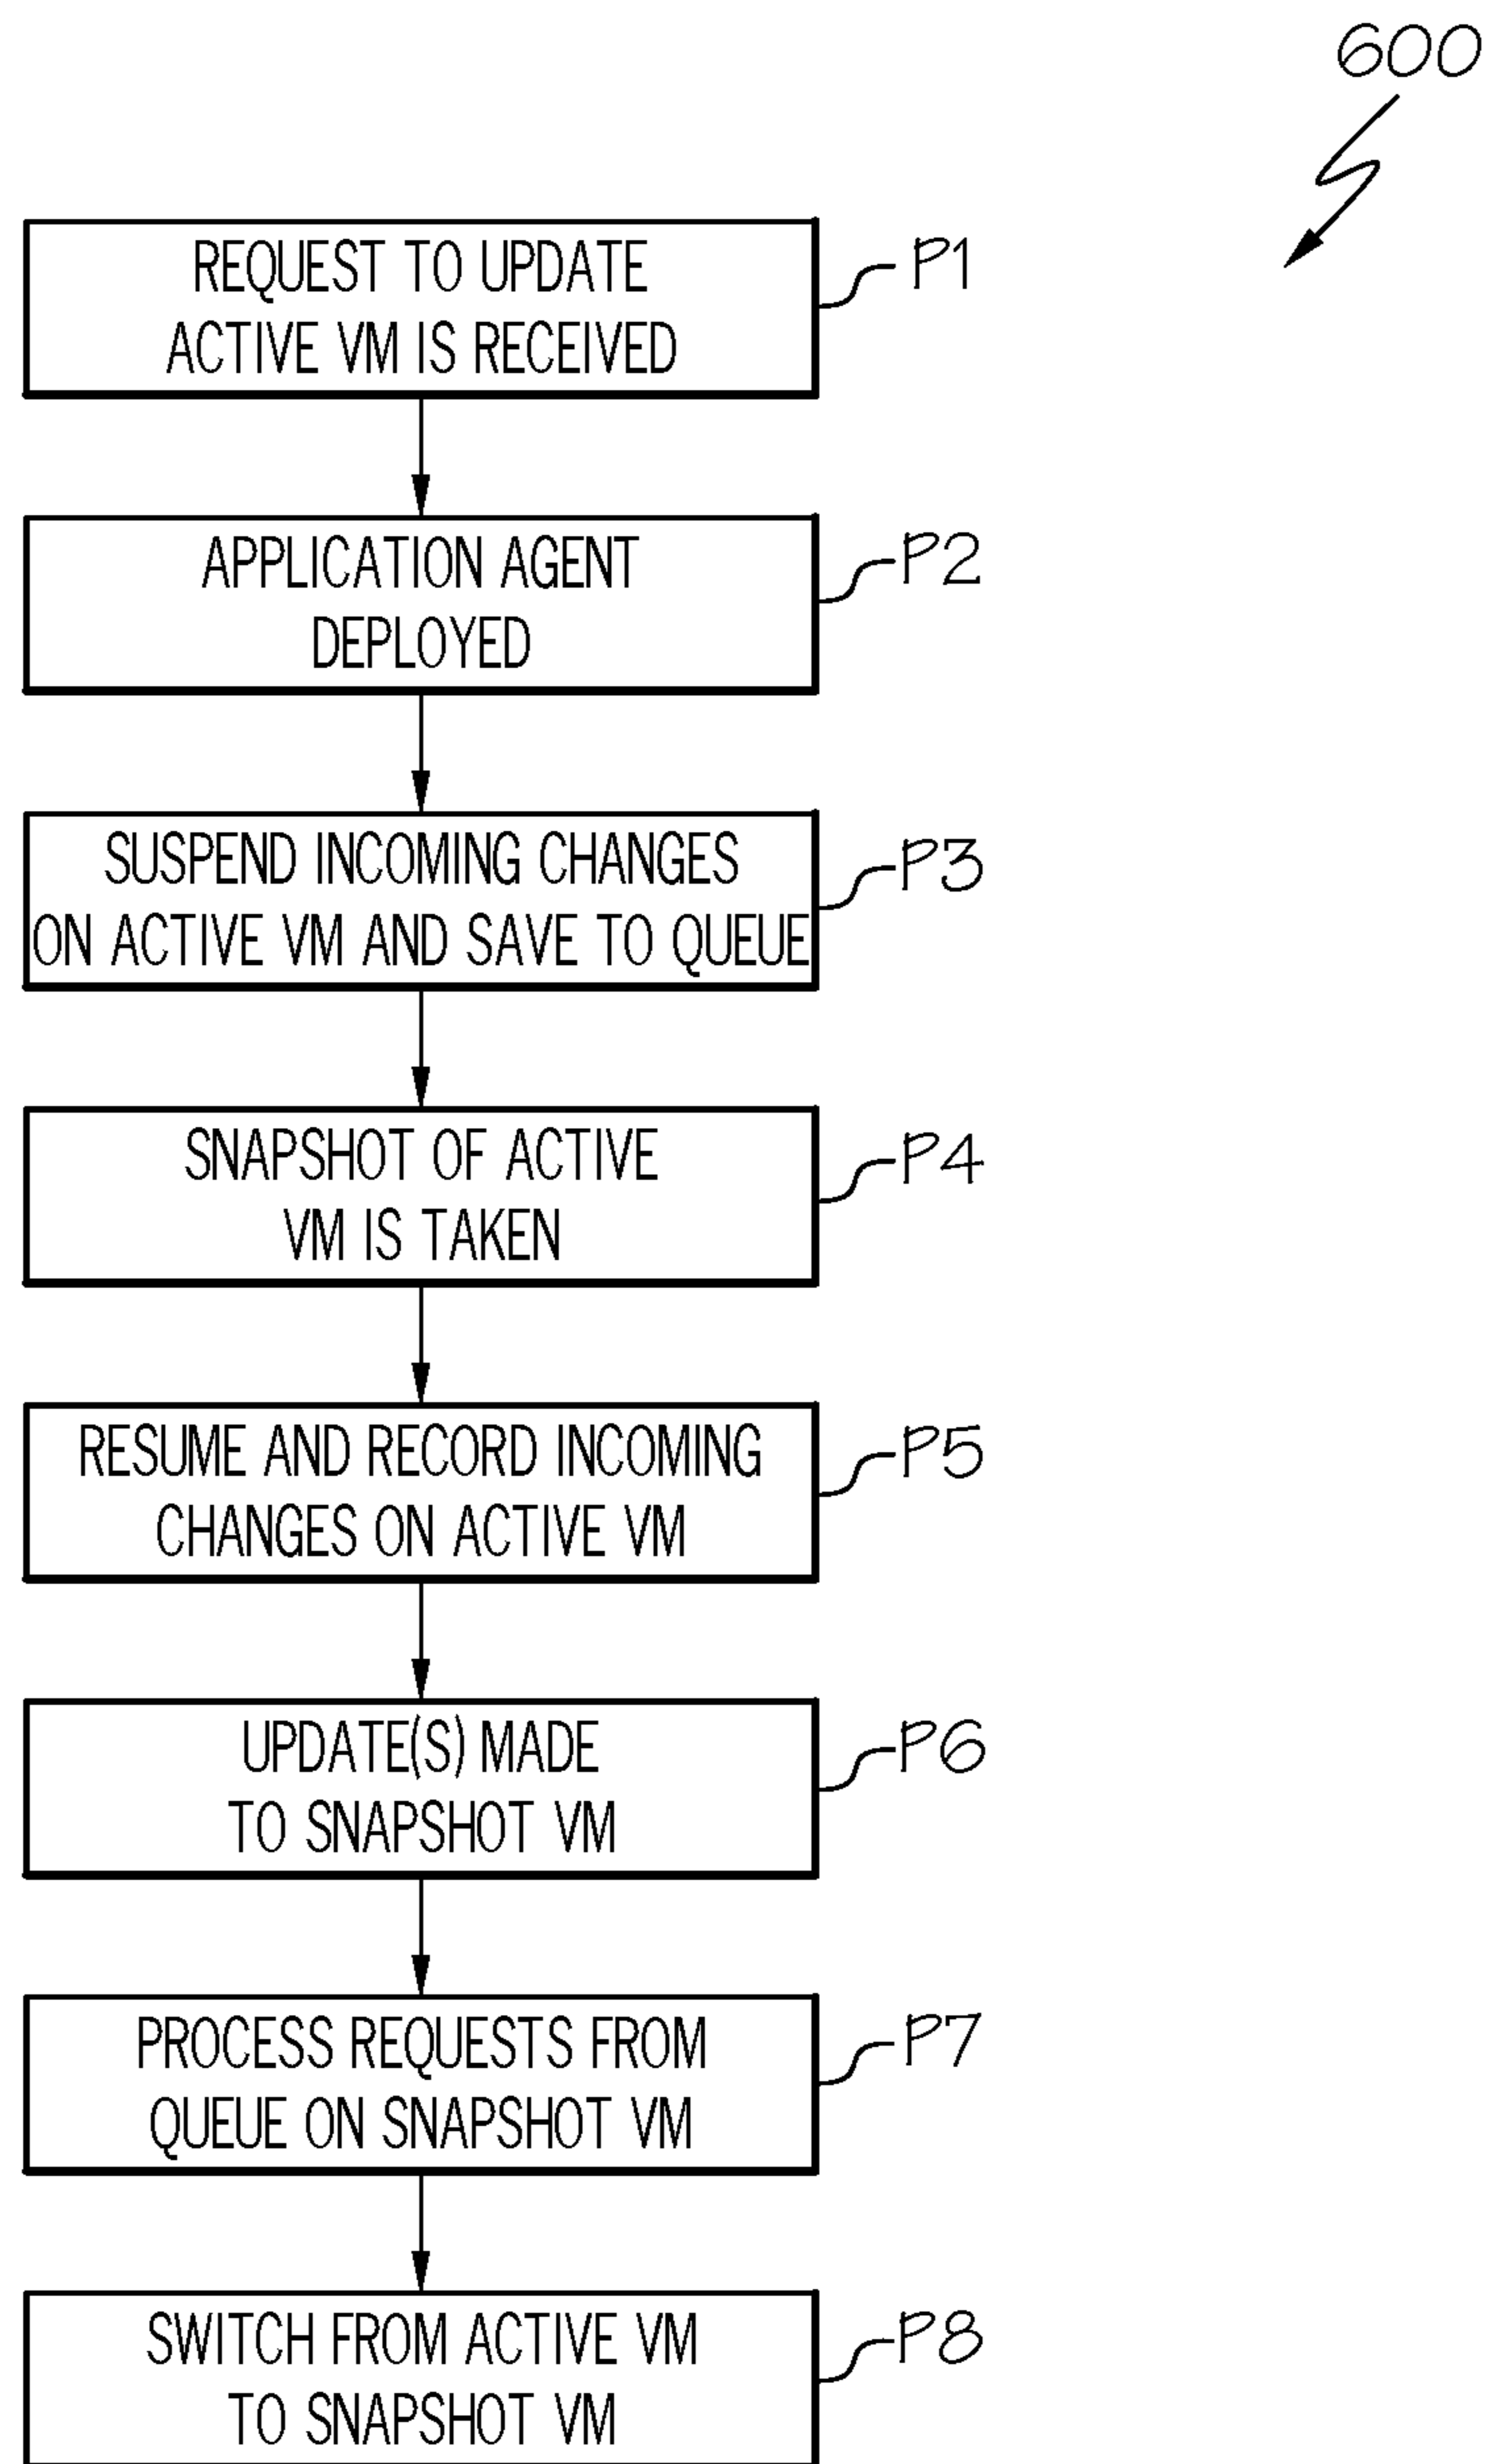 600
REQUEST TO UPDATE
ACTIVE VM IS RECEIVED
P1
APPLICATION AGENT
DEPLOYED
P2
SUSPEND INCOMING CHANGES
ON ACTIVE VM AND SAVE TO QUEUE
P3
SNAPSHOT OF ACTIVE
VM IS TAKEN
P4
RESUME AND RECORD INCOMING
CHANGES ON ACTIVE VM
P5
UPDATE(S) MADE
TO SNAPSHOT VM
P6
PROCESS REQUESTS FROM
QUEUE ON SNAPSHOT VM
P7
SWITCH FROM ACTIVE VM
TO SNAPSHOT VM
P8